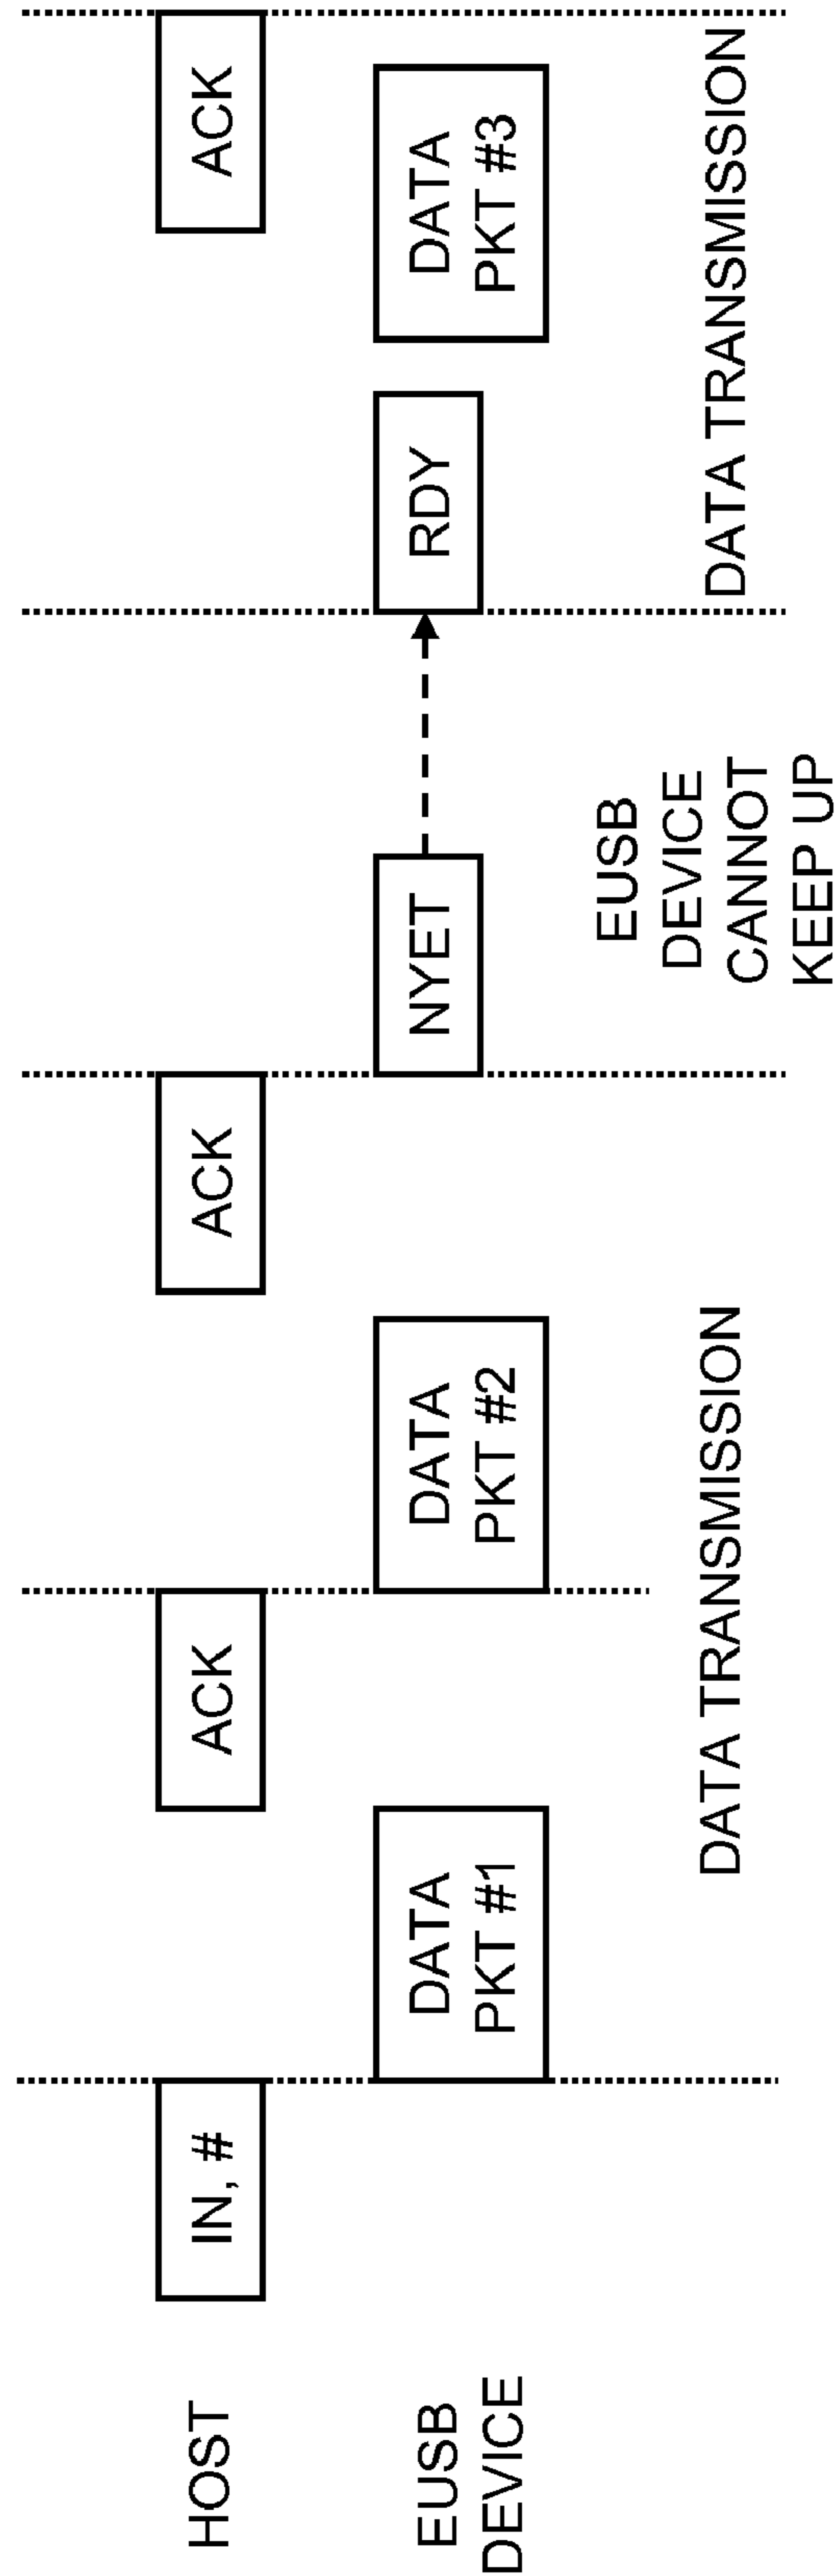 HOST
IN, #
ACK
ACK
ACK
EUSB
DEVICE
DATA
PKT #1
DATA
PKT #2
NYET
RDY
DATA
PKT #3
DATA TRANSMISSION
EUSB
DEVICE
CANNOT
KEEP UP
DATA TRANSMISSION